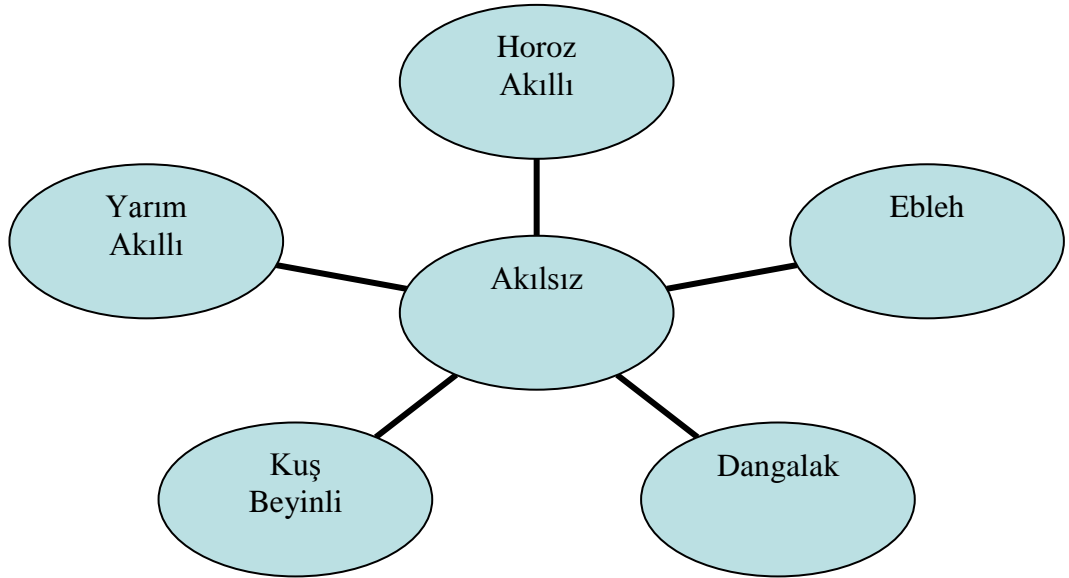 Horoz
Akıllı
Yarım
Akıllı
Ebleh
Akılsız
Kuş
Beyinli
Dangalak